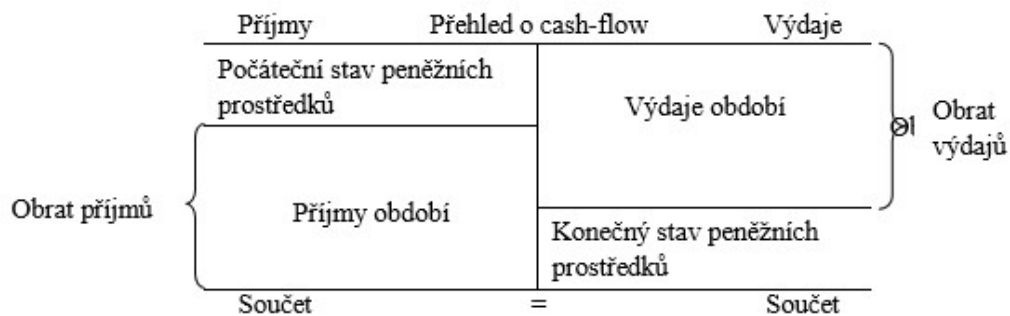 Příjmy Přehled o cash-flow Výdaje
Počáteční stav peněžních
prostředků
Výdaje období
Obrat
výdajů
Obrat příjmů
Příjmy období
Konečný stav peněžních
prostředků
Součet = Součet